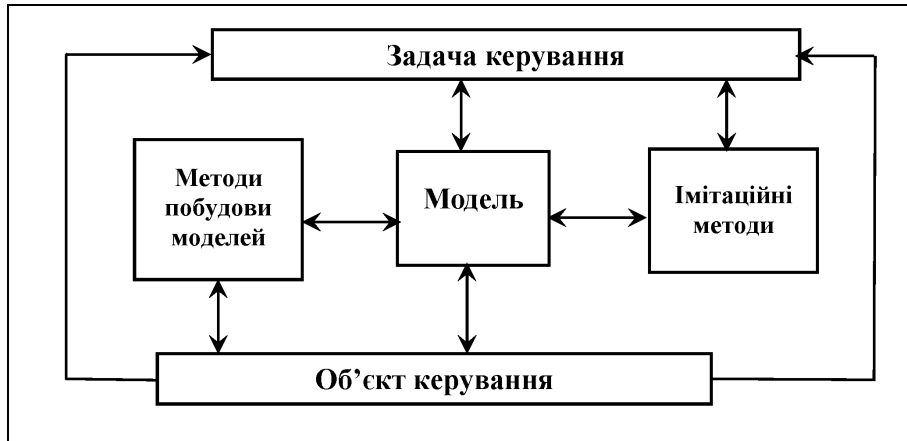 Задача керування
Методи
побудови
моделей
Модель
Імітаційні
методи
Об’єкт керування